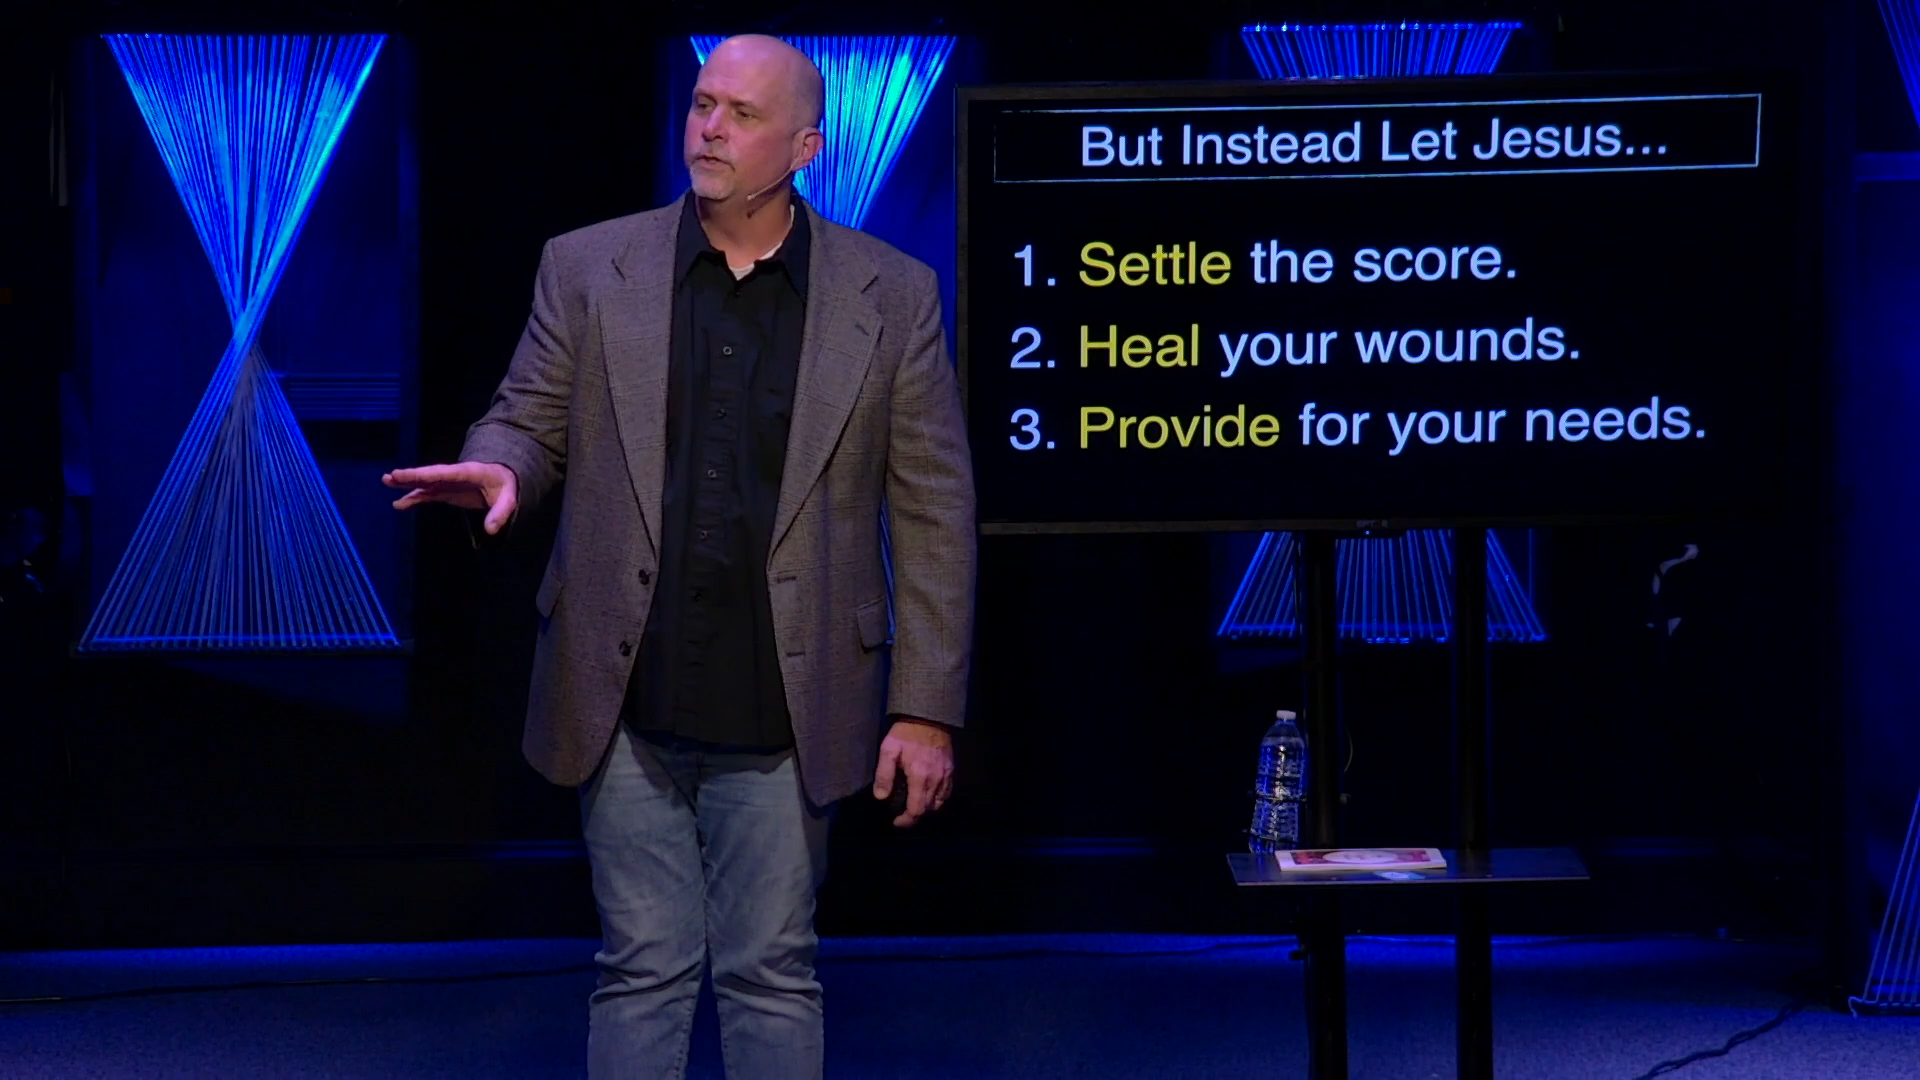 But Instead Let Jesus...
1. Settle the score.
2. Heal your wounds.
3. Provide for your needs.